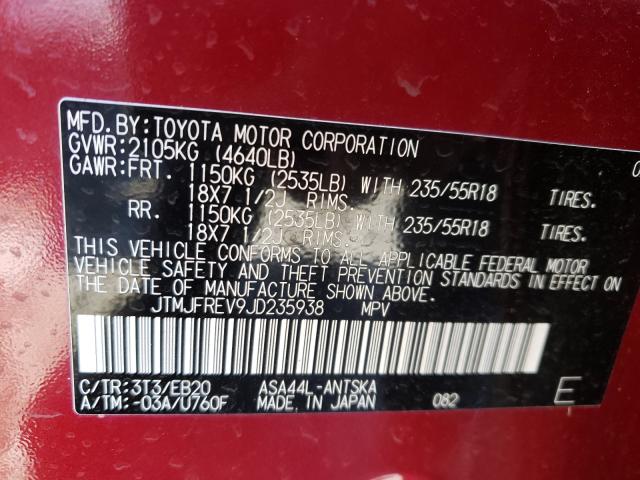 MFD.BY:TOYOTA MOTOR CORPORATION
GVWR:2105KG (4640LB)
GAWR:FRT. 1150KG (2535LB) WITH 235/55R18 TIRES.
18X7 1/2J RIMS.
RR. 1150KG (2535LB) WITH 235/55R18 TIRES.
18X7 1/2J RIMS.
THIS VEHICLE CONFORMS TO ALL APPLICABLE FEDERAL MOTOR
VEHICLE SAFETY AND THEFT PREVENTION STANDARDS IN EFFECT ON
THE DATE OF MANUFACTURE SHOWN ABOVE.
JTMJFREV9JD235938 MPV
C/TR:3T3/EB20 ASA44L-ANTSKA
A/TM:-03A/U760F MADE IN JAPAN 082 E